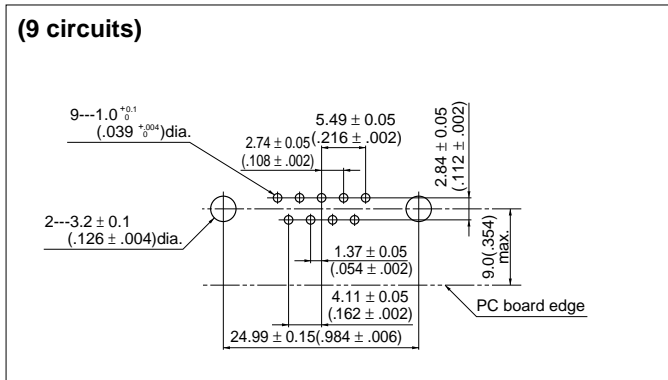 (9 circuits)
9---1.0 +0.1 0
(.039 +.004 0)dia.
5.49 ± 0.05
(.216 ± .002)
2.74 ± 0.05
(.108 ± .002)
2.84 ± 0.05
(.112 ± .002)
2---3.2 ± 0.1
(.126 ± .004)dia.
9.0(.354)
max.
1.37 ± 0.05
(.054 ± .002)
4.11 ± 0.05
(.162 ± .002)
PC board edge
24.99 ± 0.15(.984 ± .006)